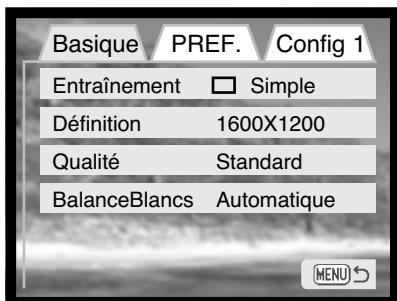 Basique PREF. Config 1
Entraînement Simple
Définition 1600X1200
Qualité Standard
BalanceBlancs Automatique
MENU